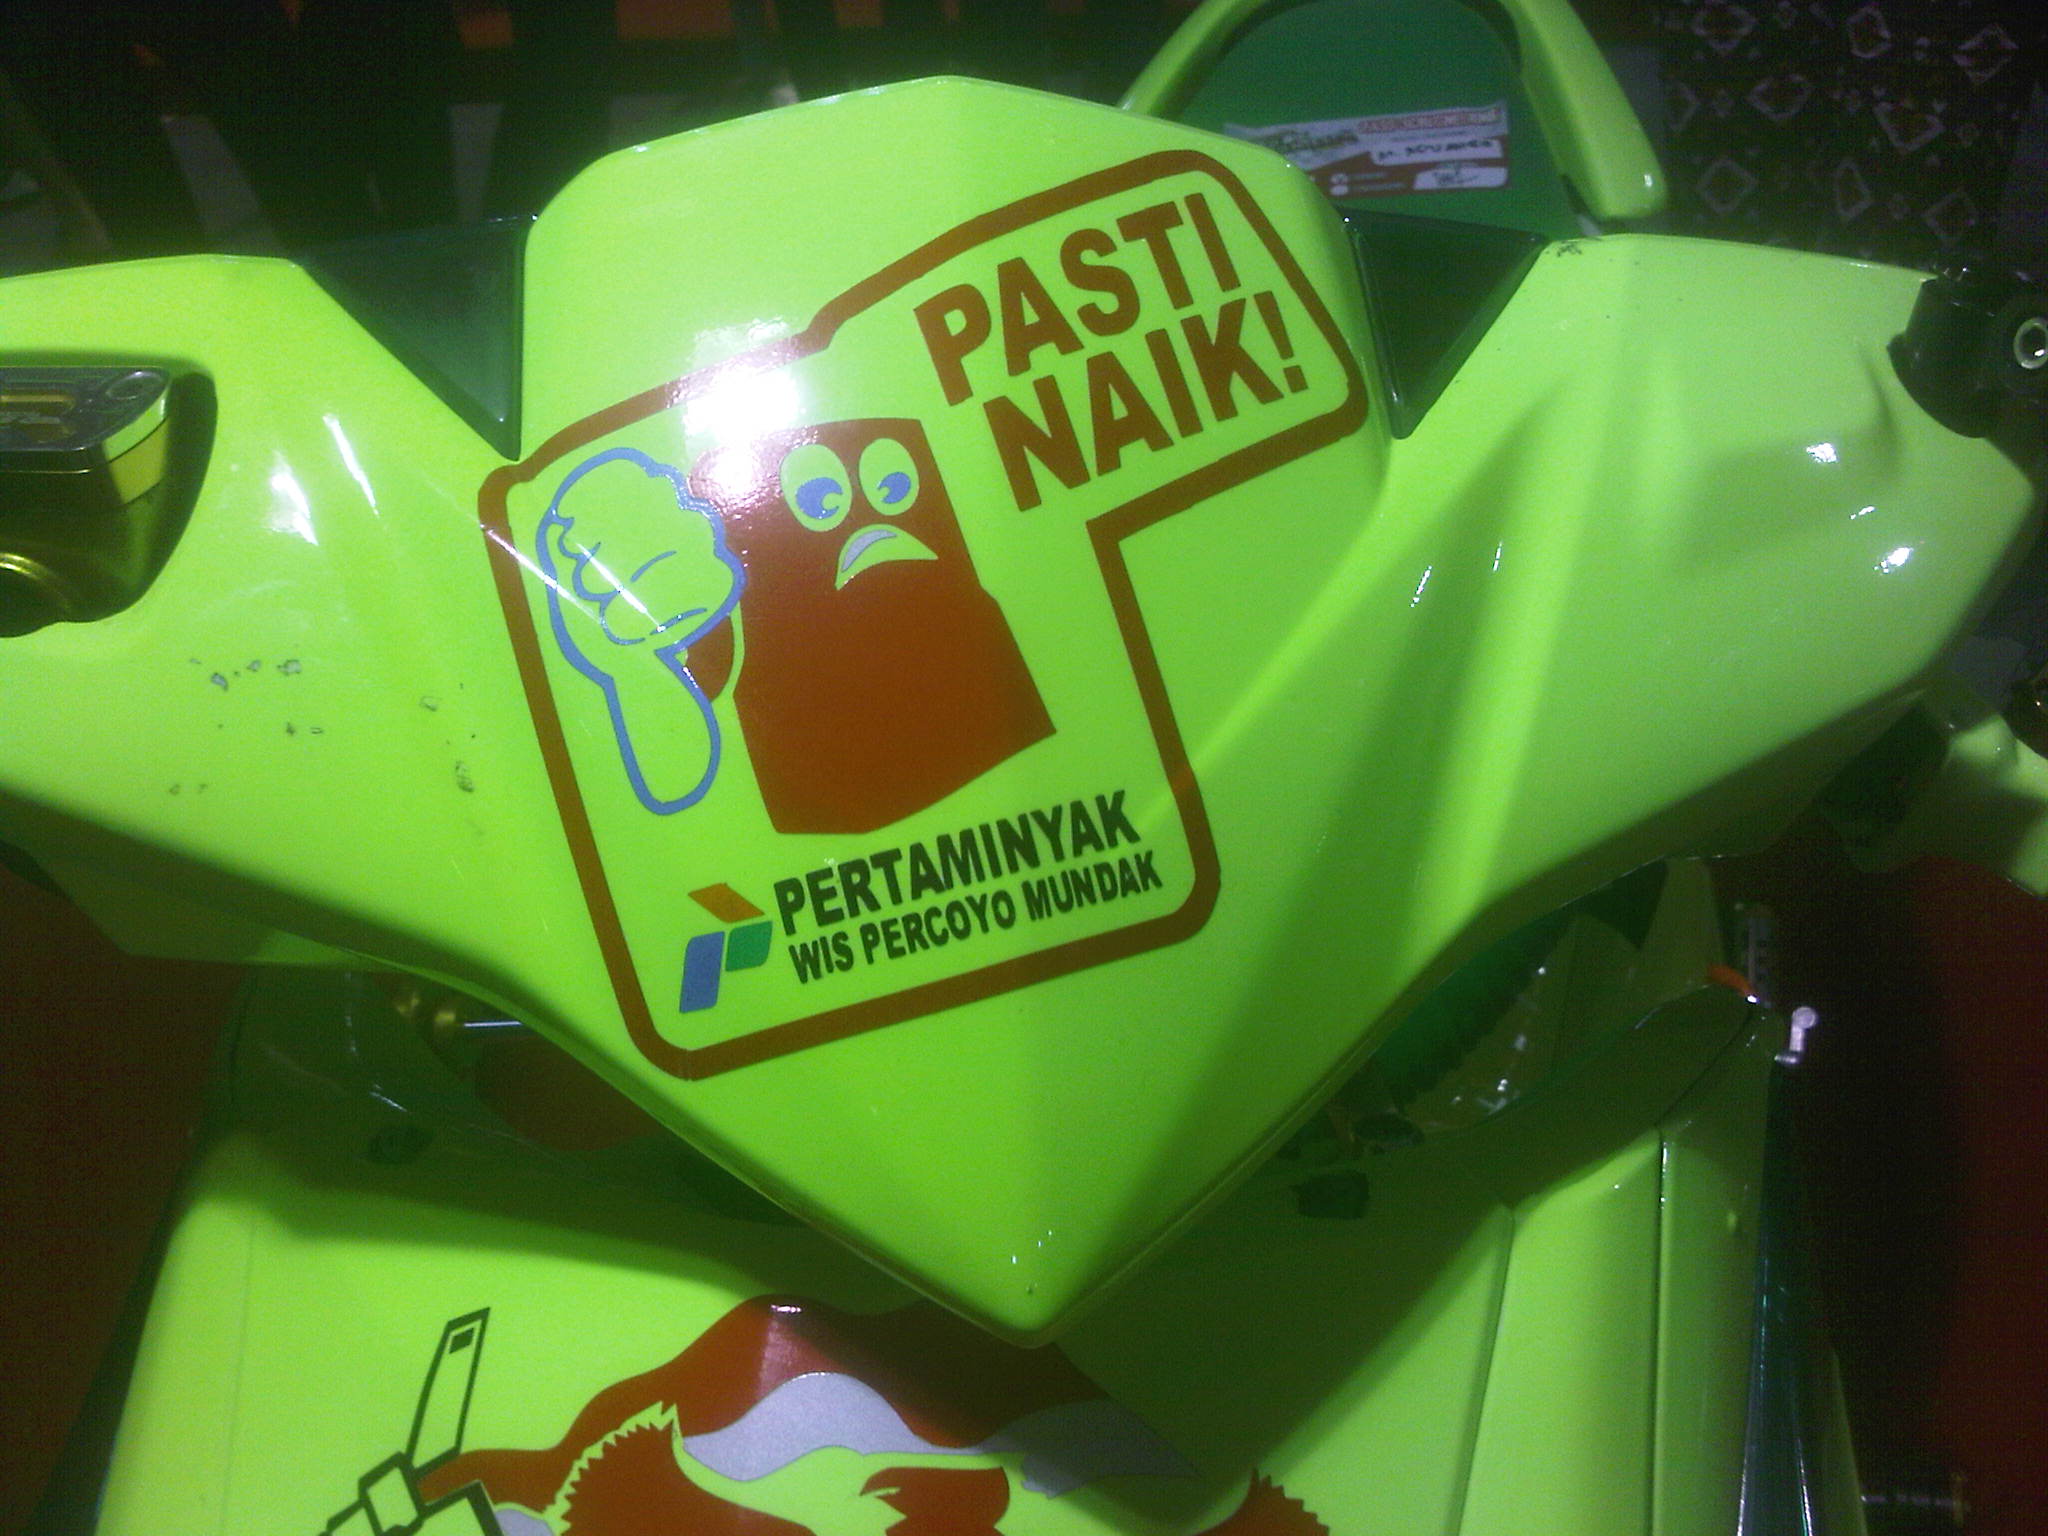 PASTI
NAIK!
PERTAMINYAK
WIS PERCOYO MUNDAK